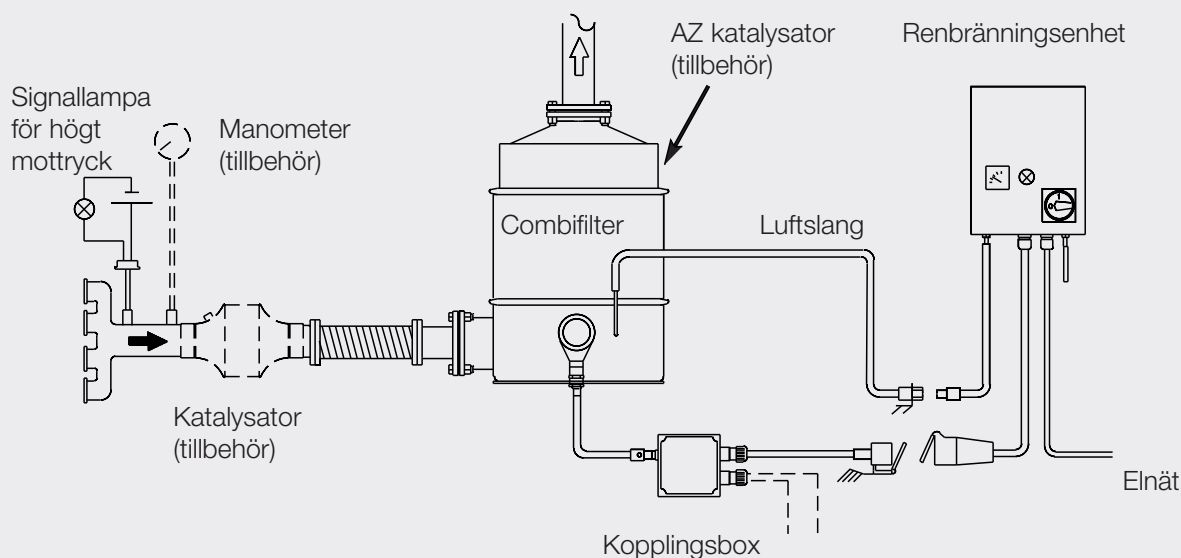 AZ katalysator
(tillbehör)
Renbränningsenhet
Signallampa
för högt
mottryck
Manometer
(tillbehör)
Combifilter
Luftslang
Katalysator
(tillbehör)
Elnät
Kopplingsbox